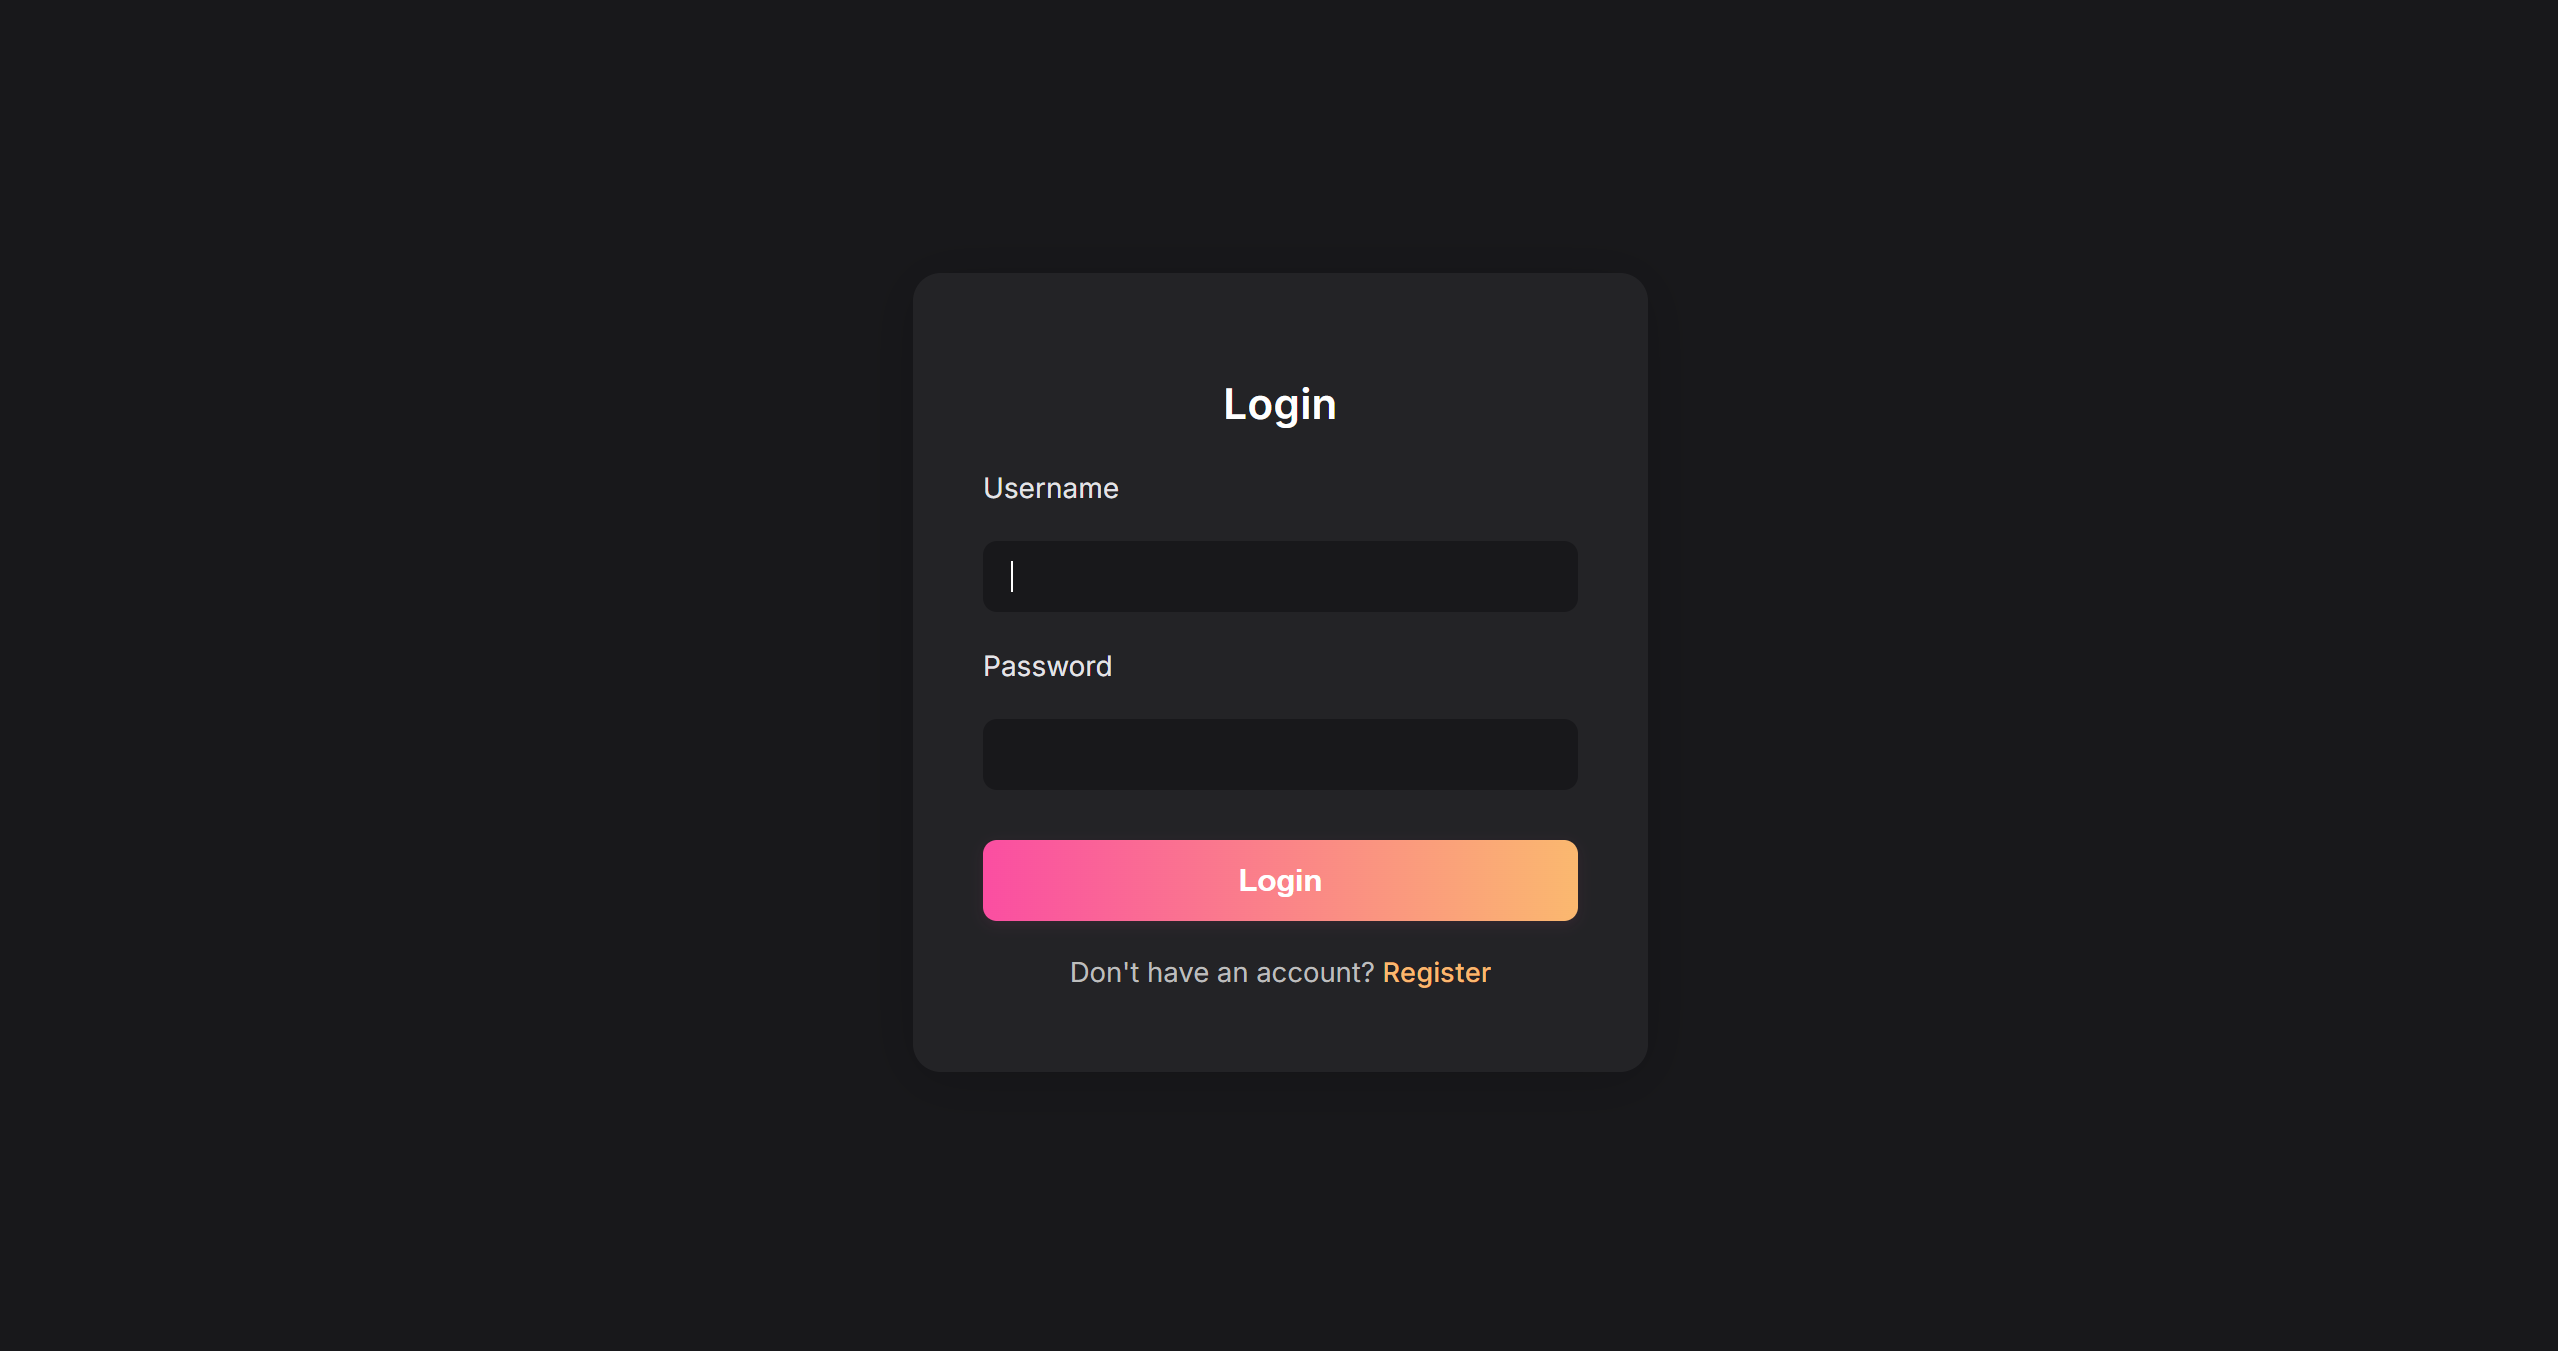 Login
Username
Password
Login
Don't have an account? Register